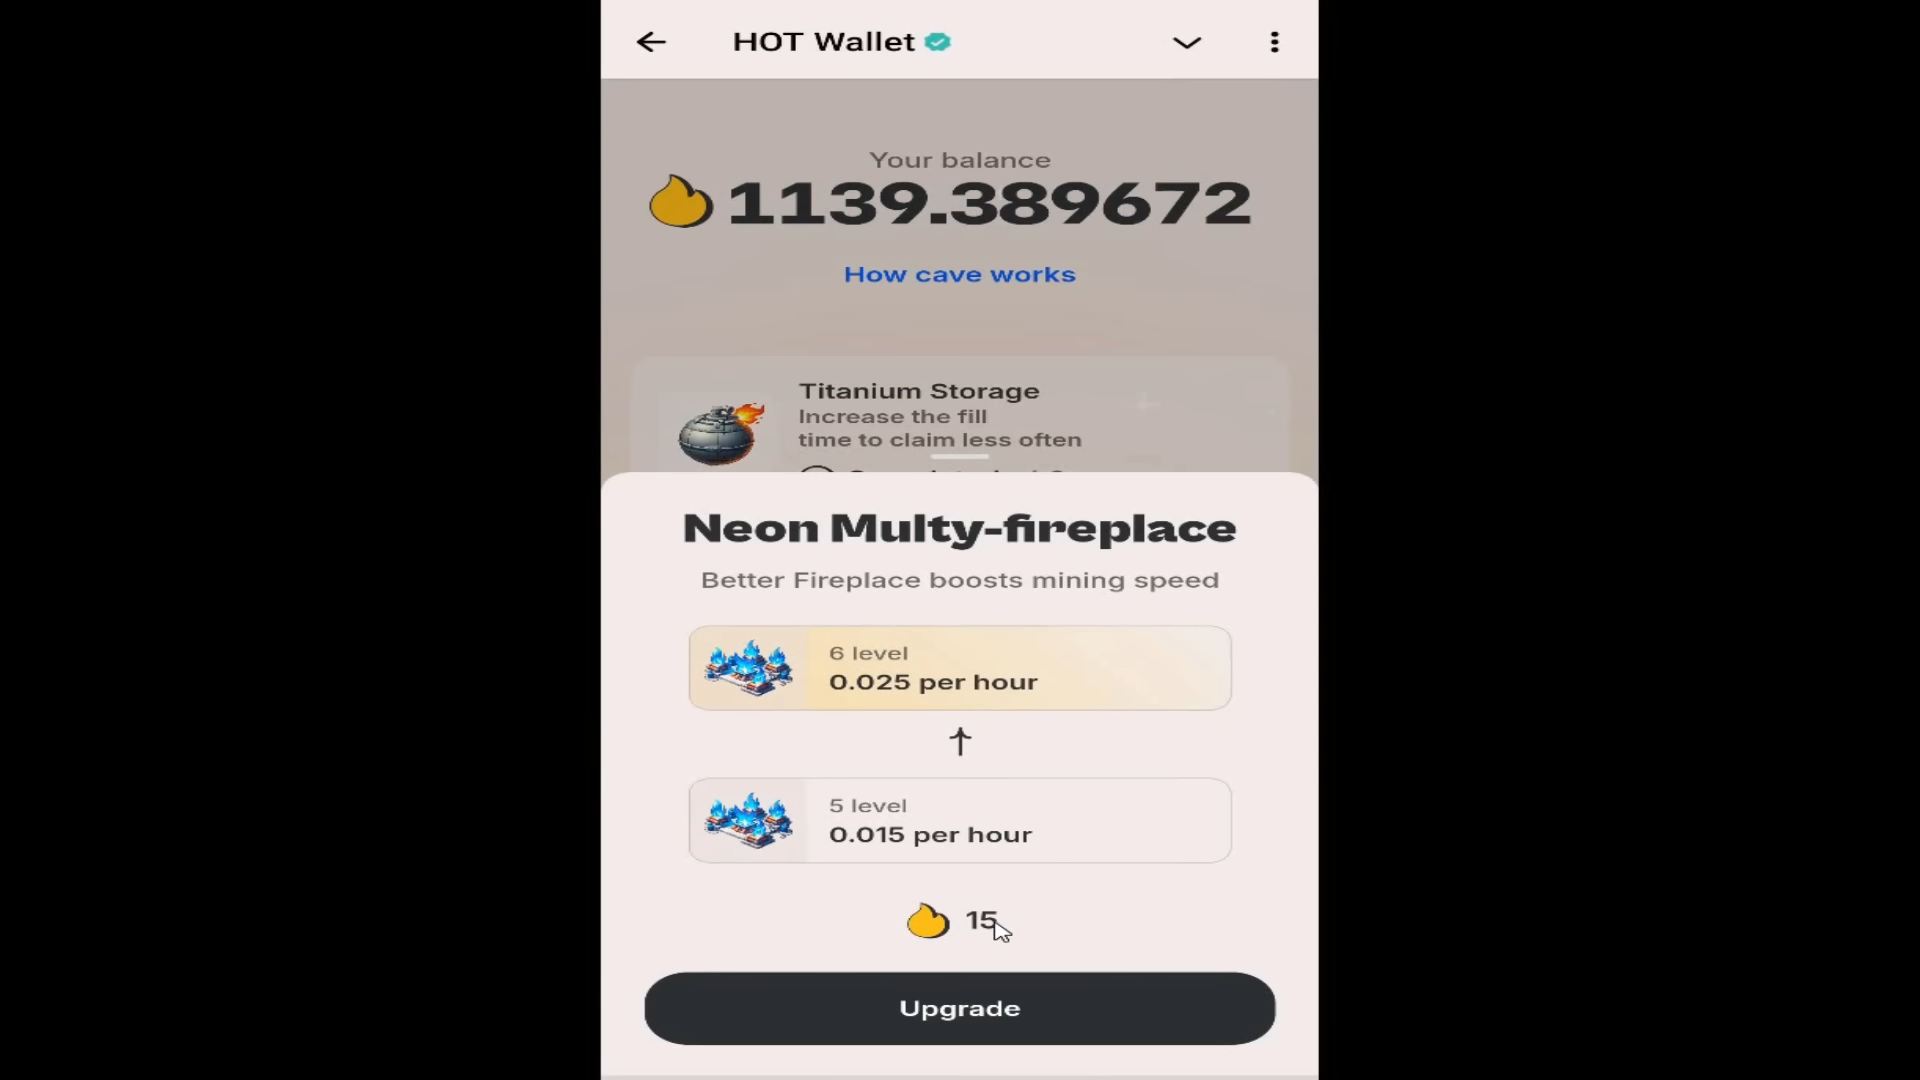 HOT Wallet
Your balance
1139.389672
How cave works
Titanium Storage
Increase the fill
time to claim less often
Neon Multy-fireplace
Better Fireplace boosts mining speed
6 level
0.025 per hour
5 level
0.015 per hour
15
Upgrade